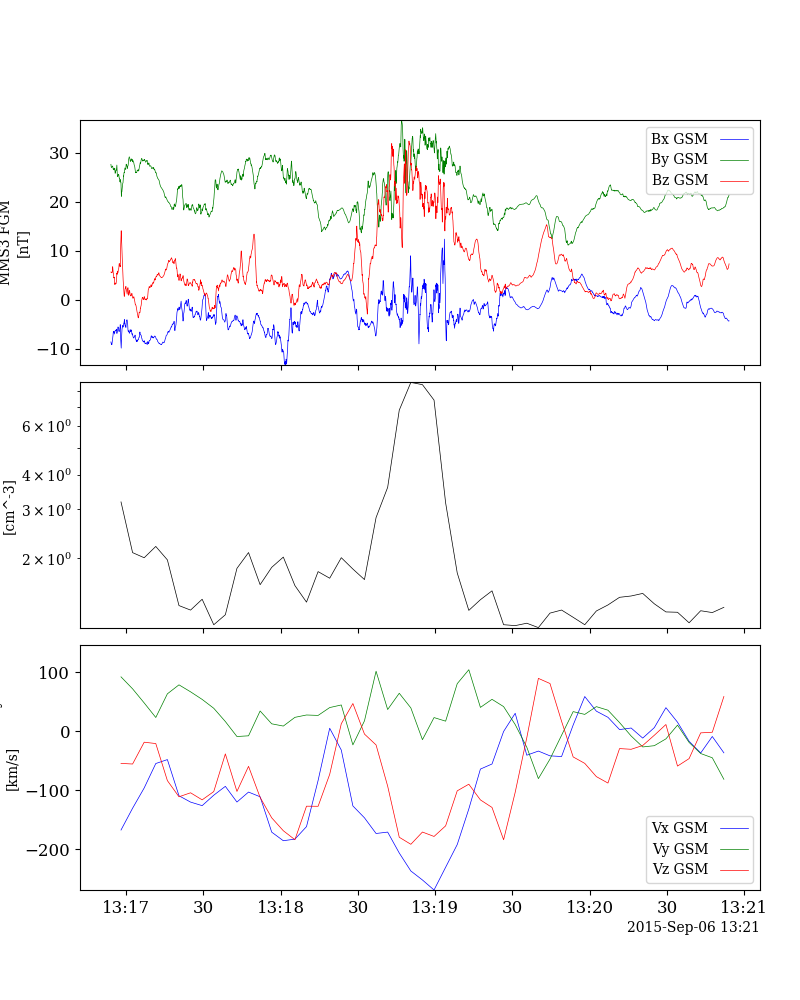 30
20
10
0
−10
MMS3 FGM
[nT]
Bx GSM
By GSM
Bz GSM
6 × 10⁰
4 × 10⁰
3 × 10⁰
2 × 10⁰
[cm^-3]
100
0
−100
−200
[km/s]
Vx GSM
Vy GSM
Vz GSM
13:17 30 13:18 30 13:19 30 13:20 30 13:21
2015-Sep-06 13:21